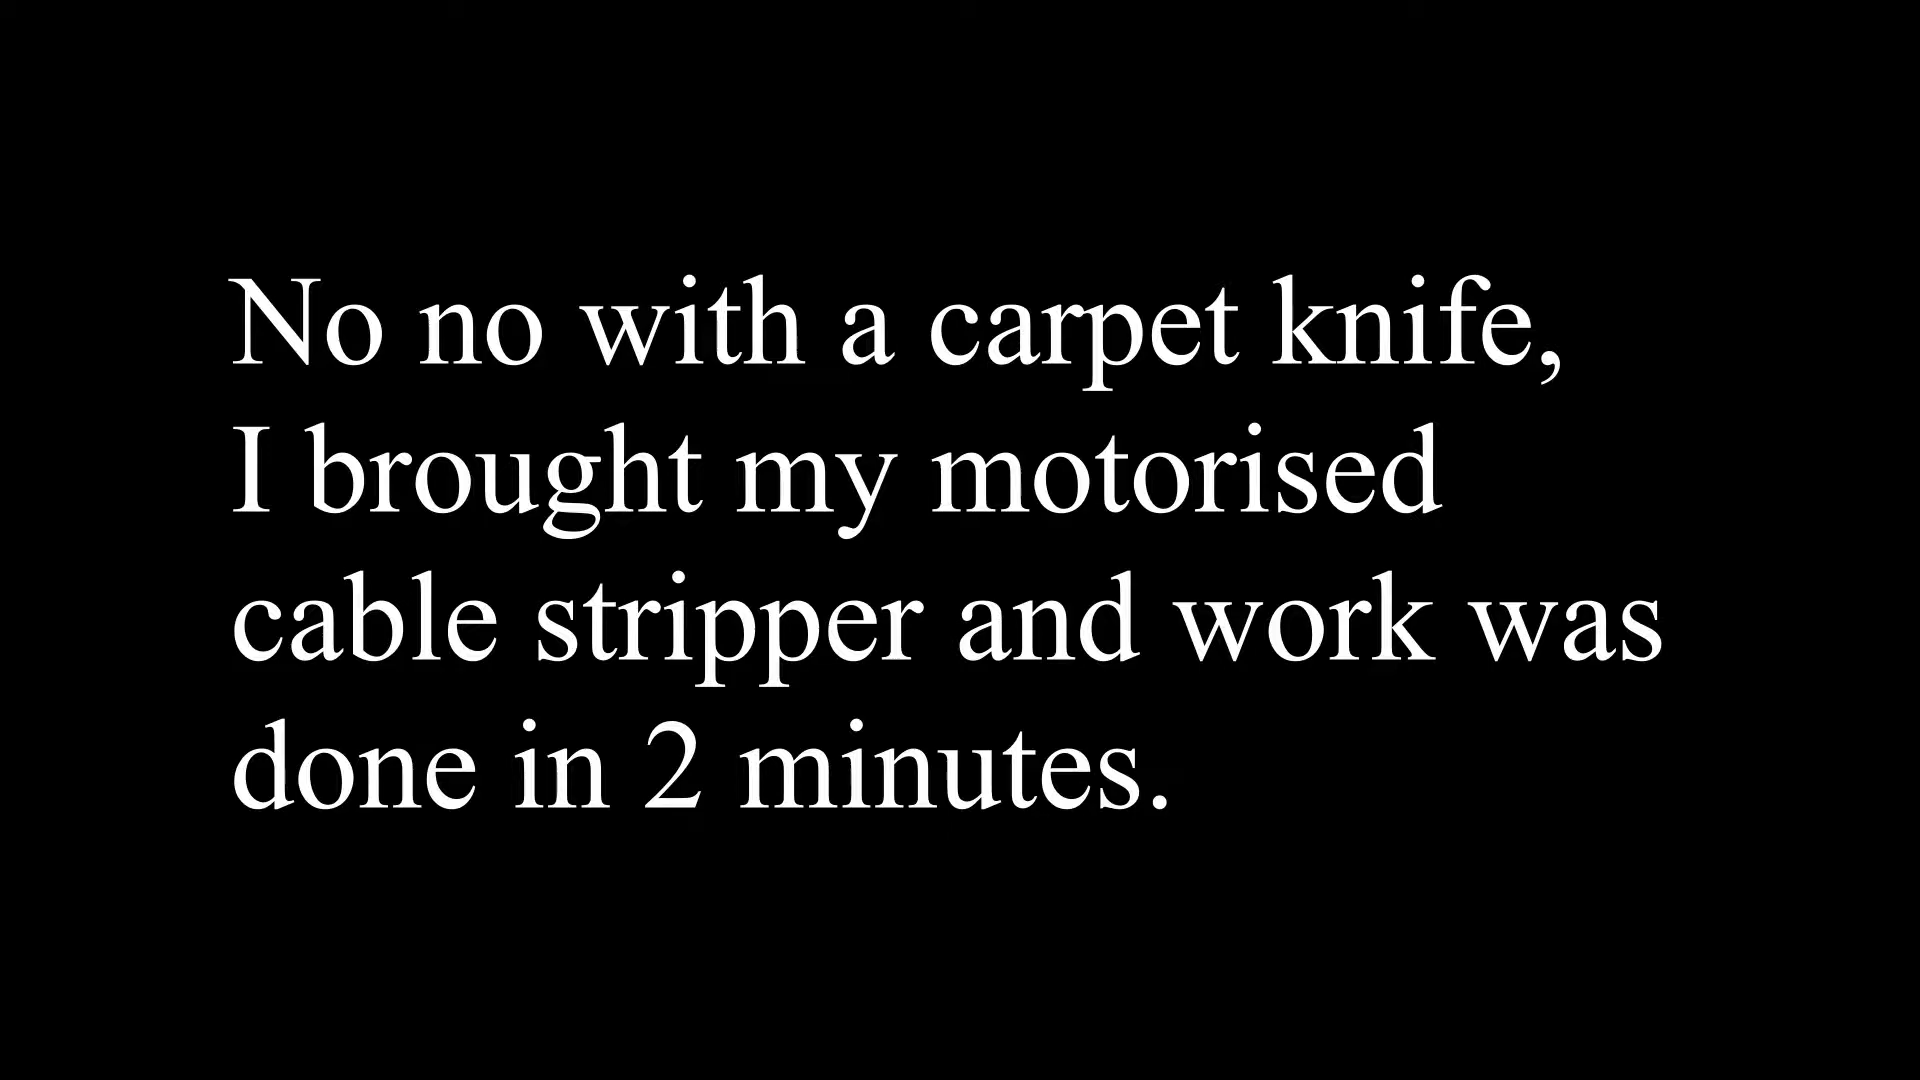 No no with a carpet knife,
I brought my motorised
cable stripper and work was
done in 2 minutes.